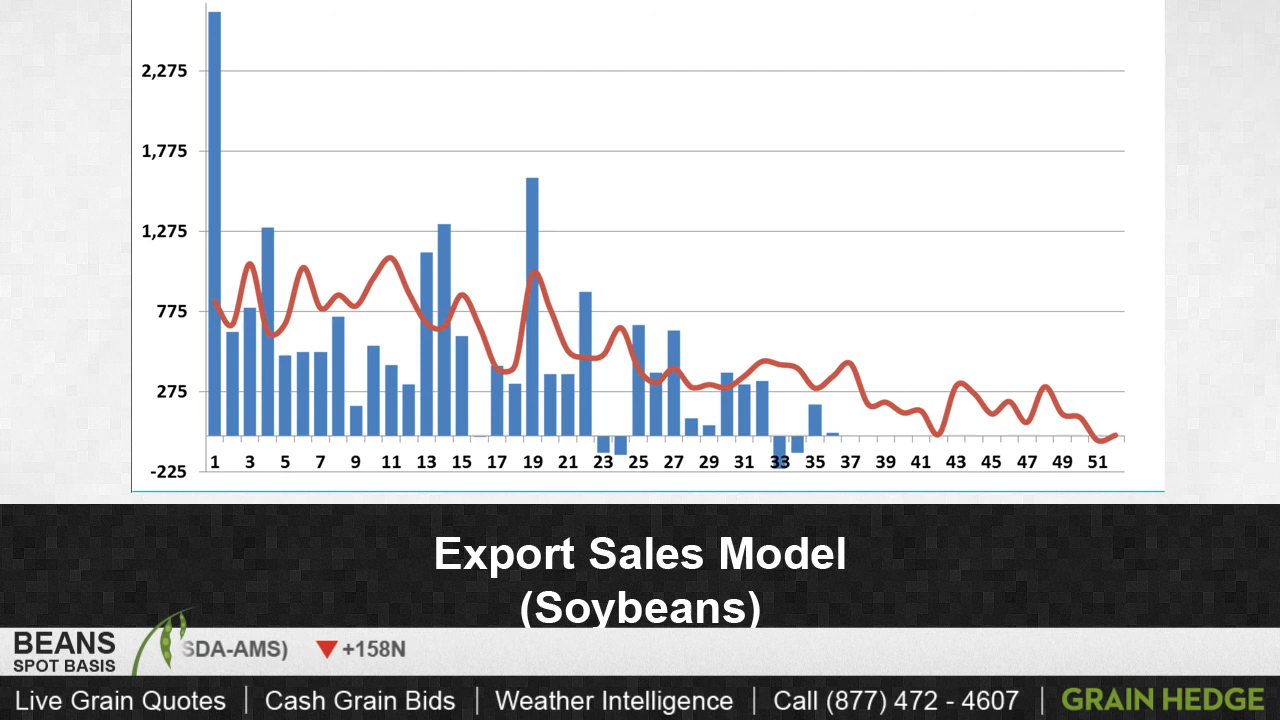 2,275
1,775
1,275
775
275
-225
1 3 5 7 9 11 13 15 17 19 21 23 25 27 29 31 33 35 37 39 41 43 45 47 49 51
Export Sales Model
(Soybeans)
BEANS
SPOT BASIS
SDA-AMS) +158N
Live Grain Quotes | Cash Grain Bids | Weather Intelligence | Call (877) 472 - 4607 | GRAIN HEDGE